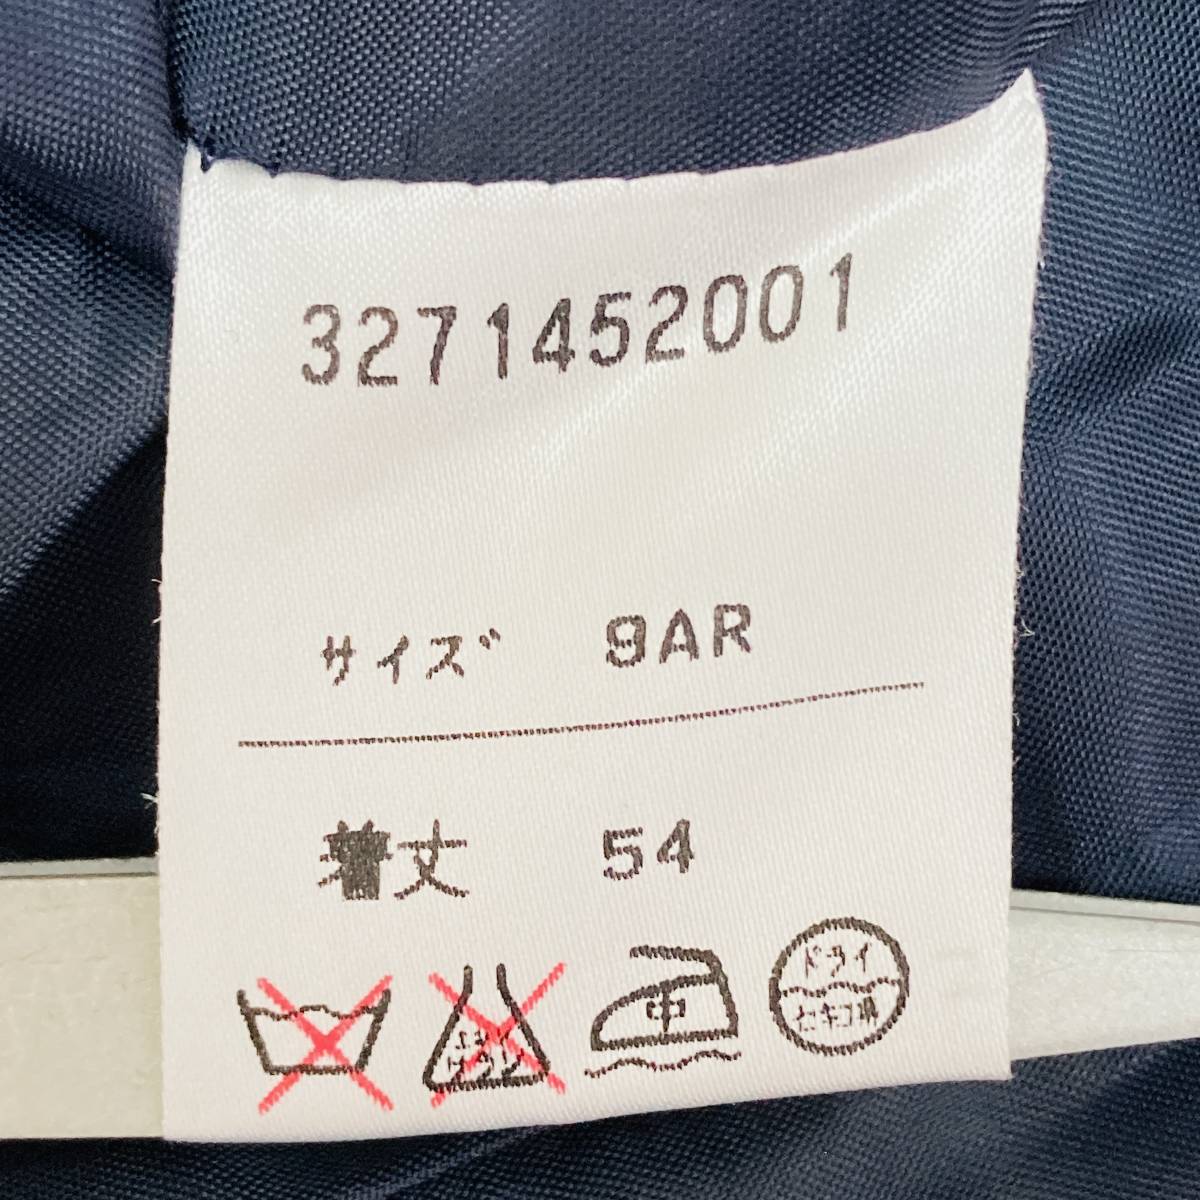 3271452001
サイズ 9AR
着丈 54
エンソ
サラシ
中
ドライ
セキユ系